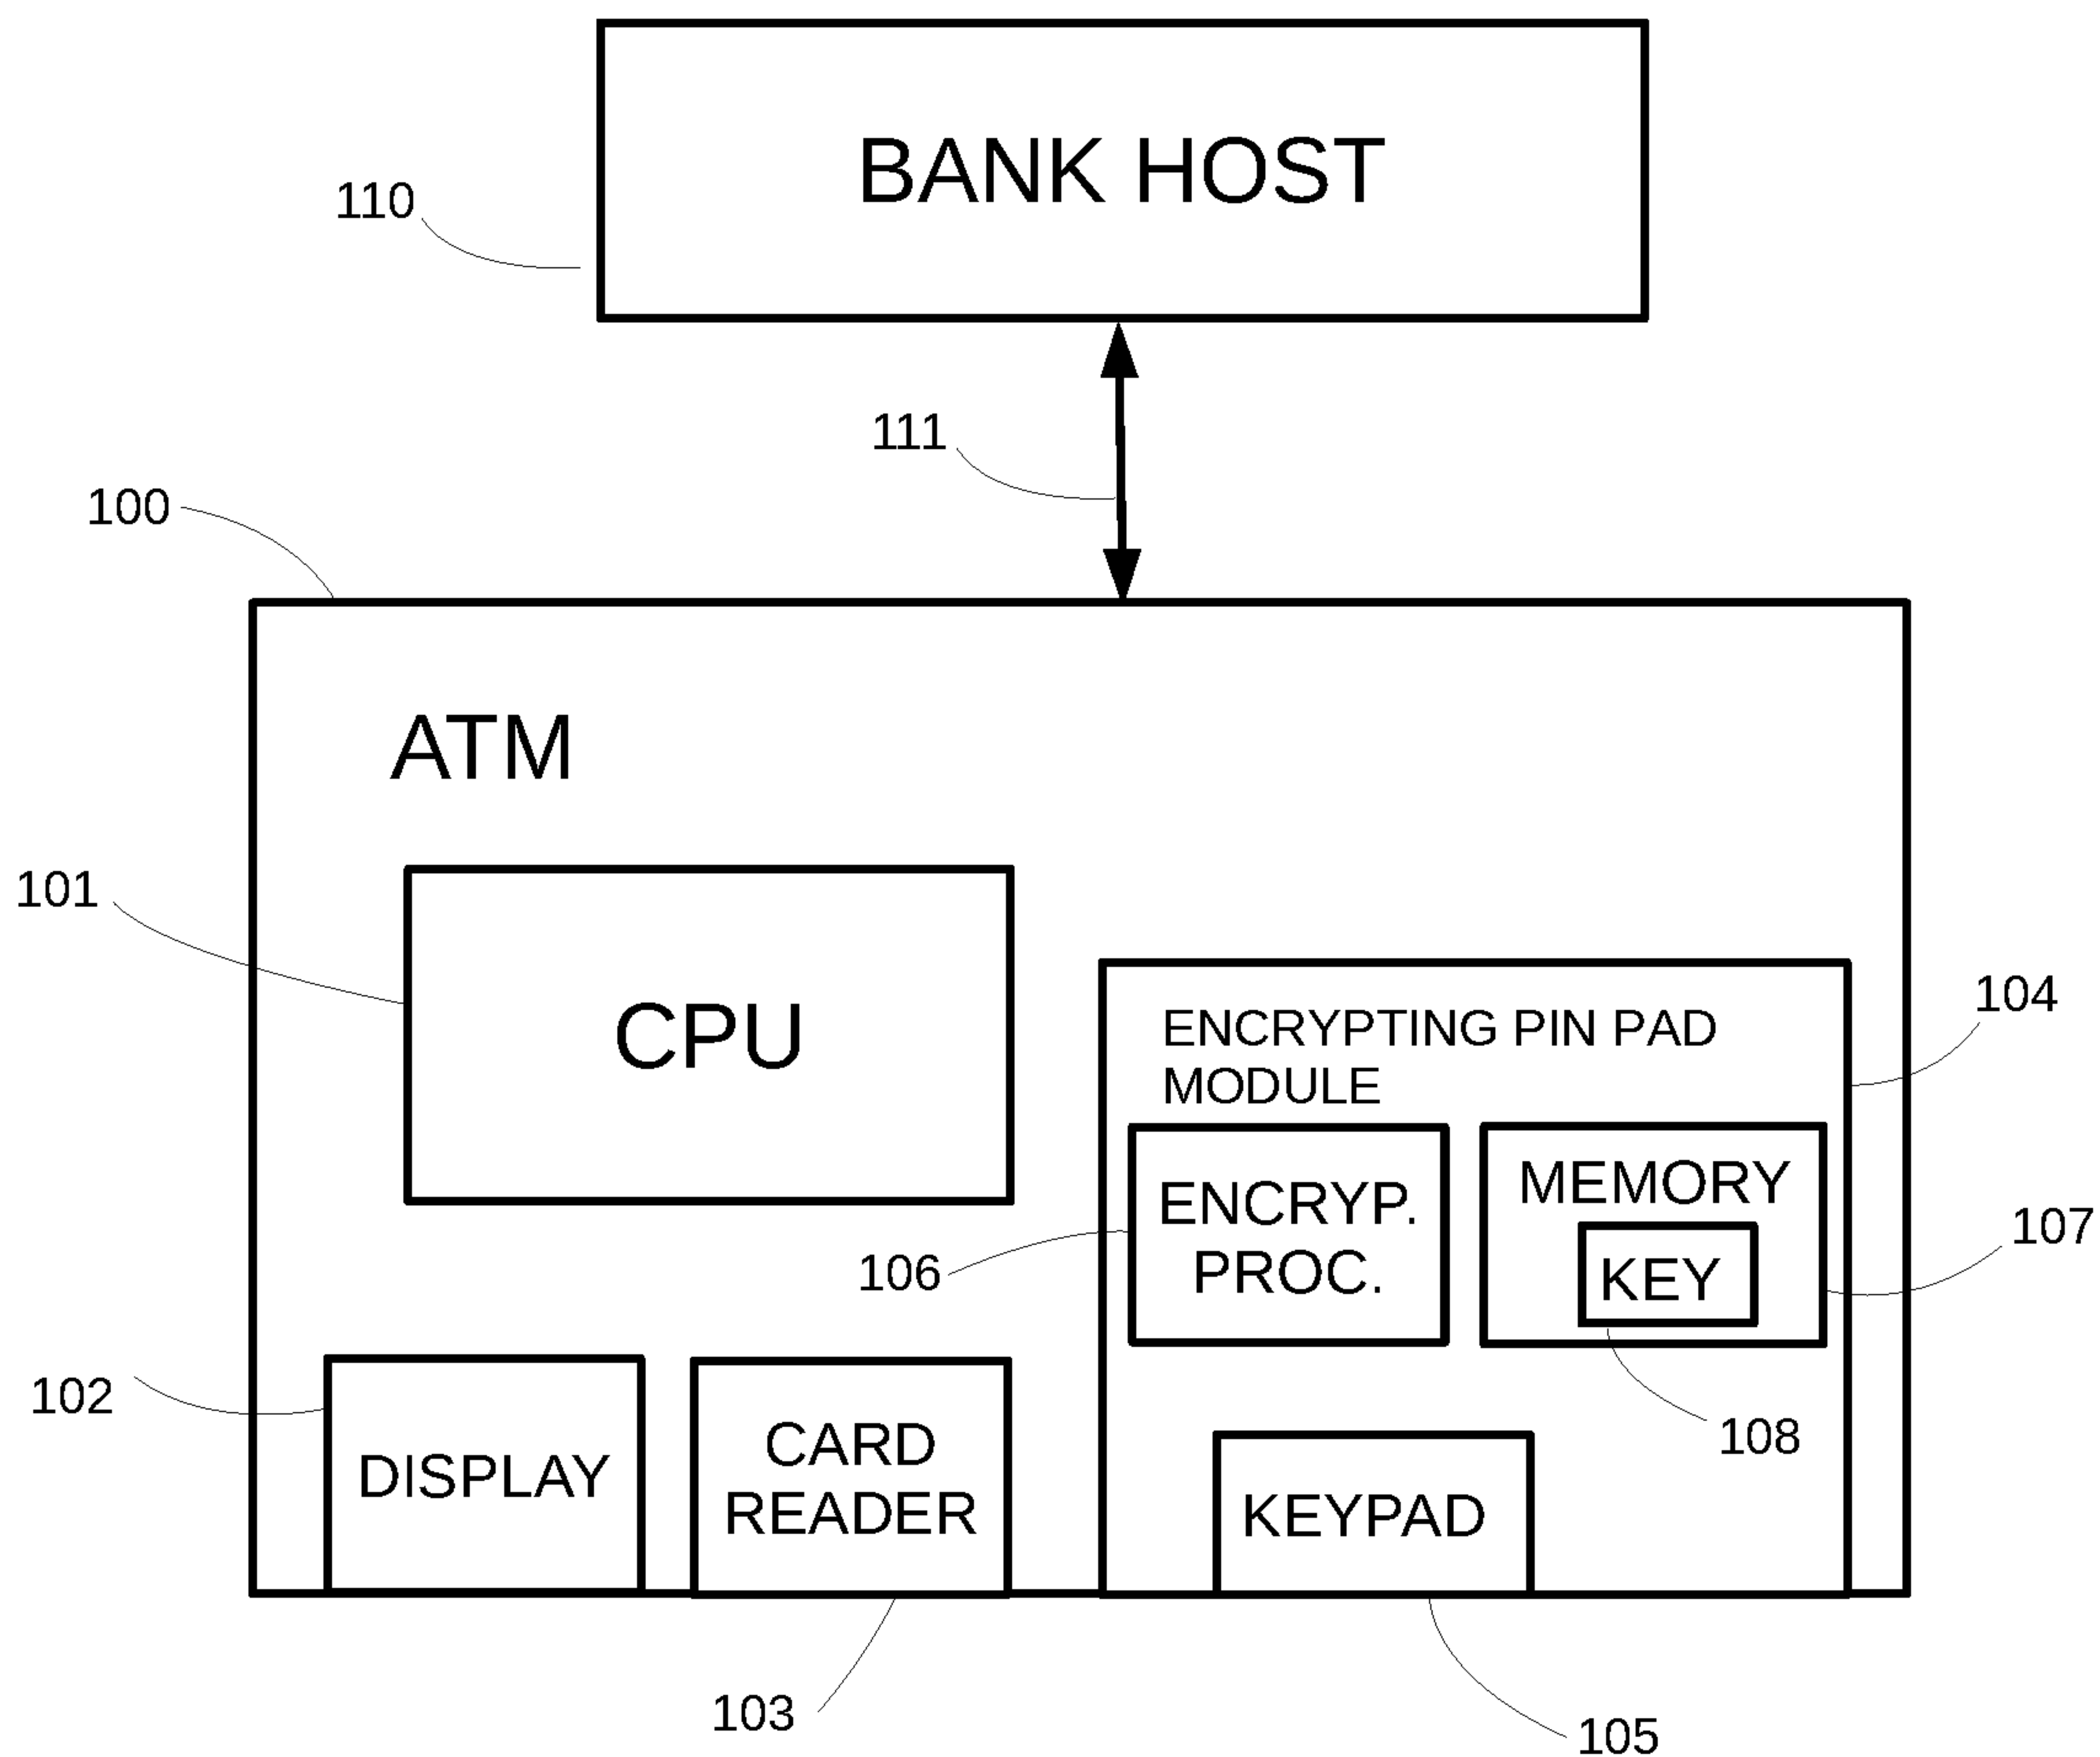 BANK HOST
110
111
100
ATM
101
CPU
104
ENCRYPTING PIN PAD
MODULE
ENCRYP.
PROC.
MEMORY
KEY
107
106
102
DISPLAY
CARD
READER
108
KEYPAD
103
105